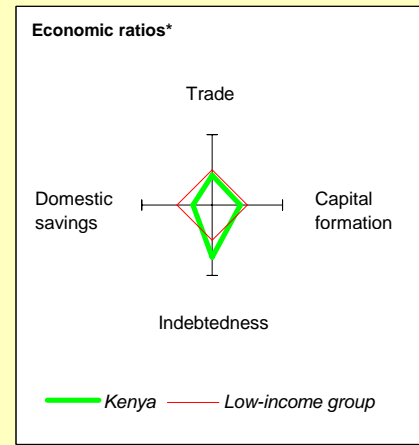 Economic ratios*
Trade
Domestic
savings
Capital
formation
Indebtedness
Kenya
Low-income group